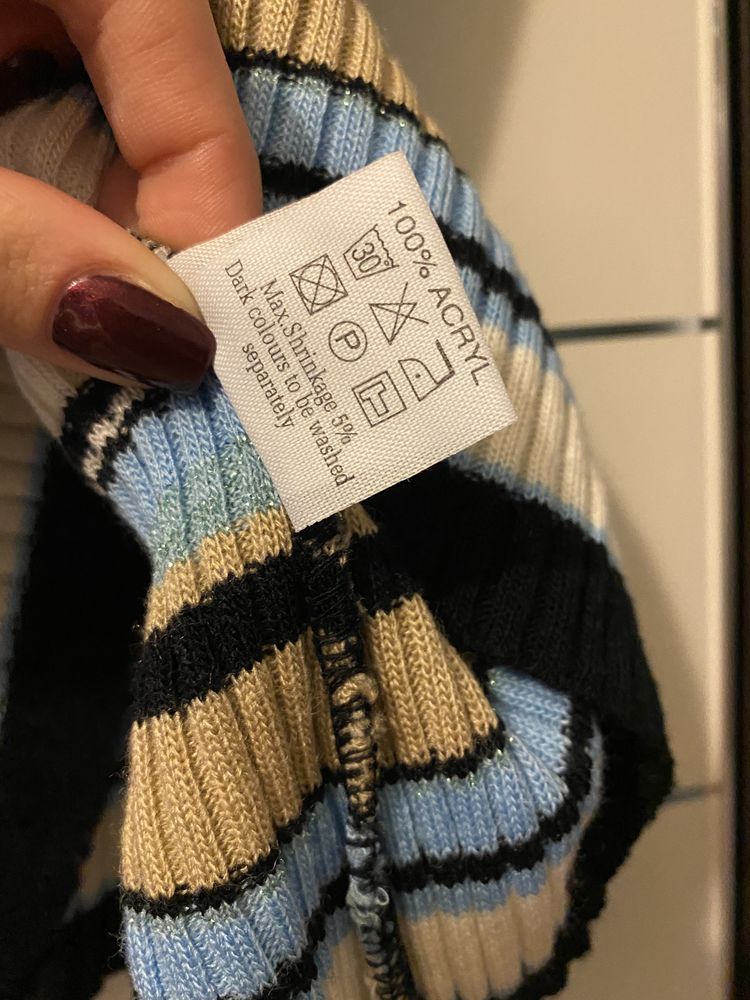 100% ACRYL
30
P
T
Max.Shrinkage 5%
Dark colours to be washed
separately